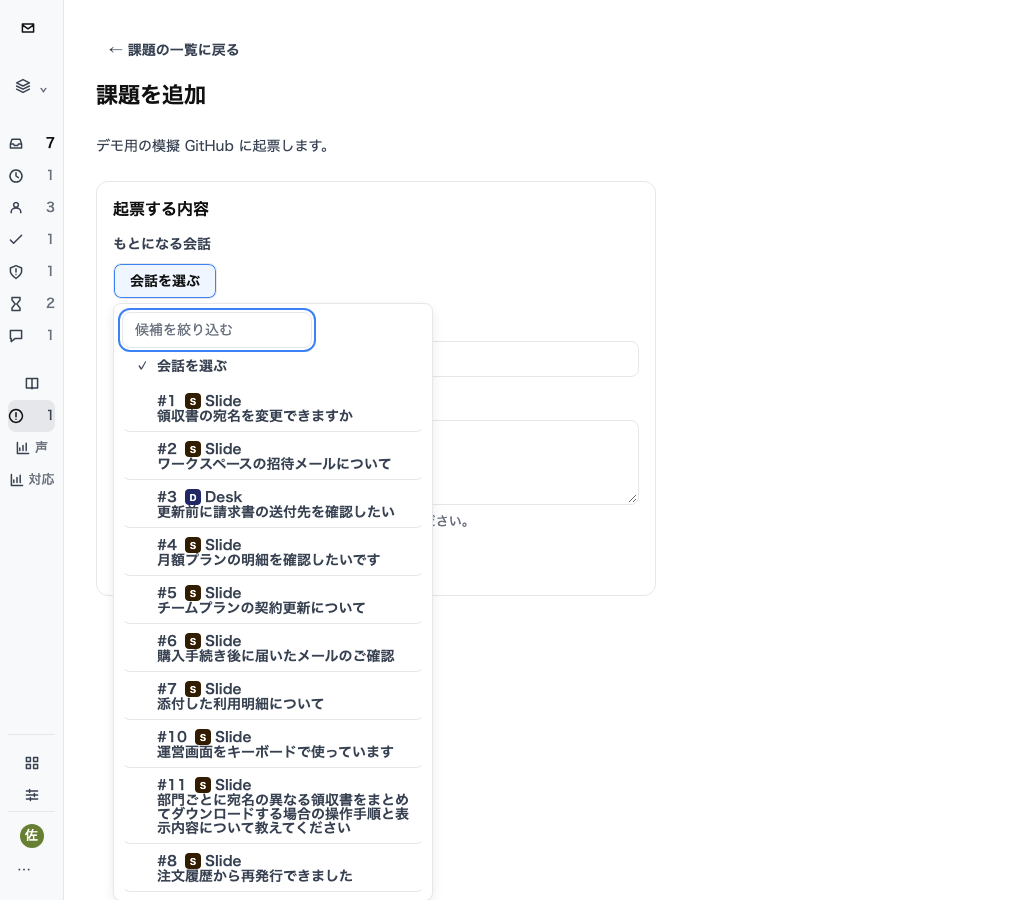 ← 課題の一覧に戻る
課題を追加
デモ用の模擬 GitHub に起票します。
起票する内容
もとになる会話
会話を選ぶ
候補を絞り込む
✓ 会話を選ぶ
#1 S Slide
領収書の宛名を変更できますか
#2 S Slide
ワークスペースの招待メールについて
#3 D Desk
更新前に請求書の送付先を確認したい
#4 S Slide
月額プランの明細を確認したいです
#5 S Slide
チームプランの契約更新について
#6 S Slide
購入手続き後に届いたメールのご確認
#7 S Slide
添付した利用明細について
#10 S Slide
運営画面をキーボードで使っています
#11 S Slide
部門ごとに宛名の異なる領収書をまとめ
てダウンロードする場合の操作手順と表
示内容について教えてください
#8 S Slide
注文履歴から再発行できました
ださい。
7
1
3
1
1
2
1
1
声
対応
佐
…